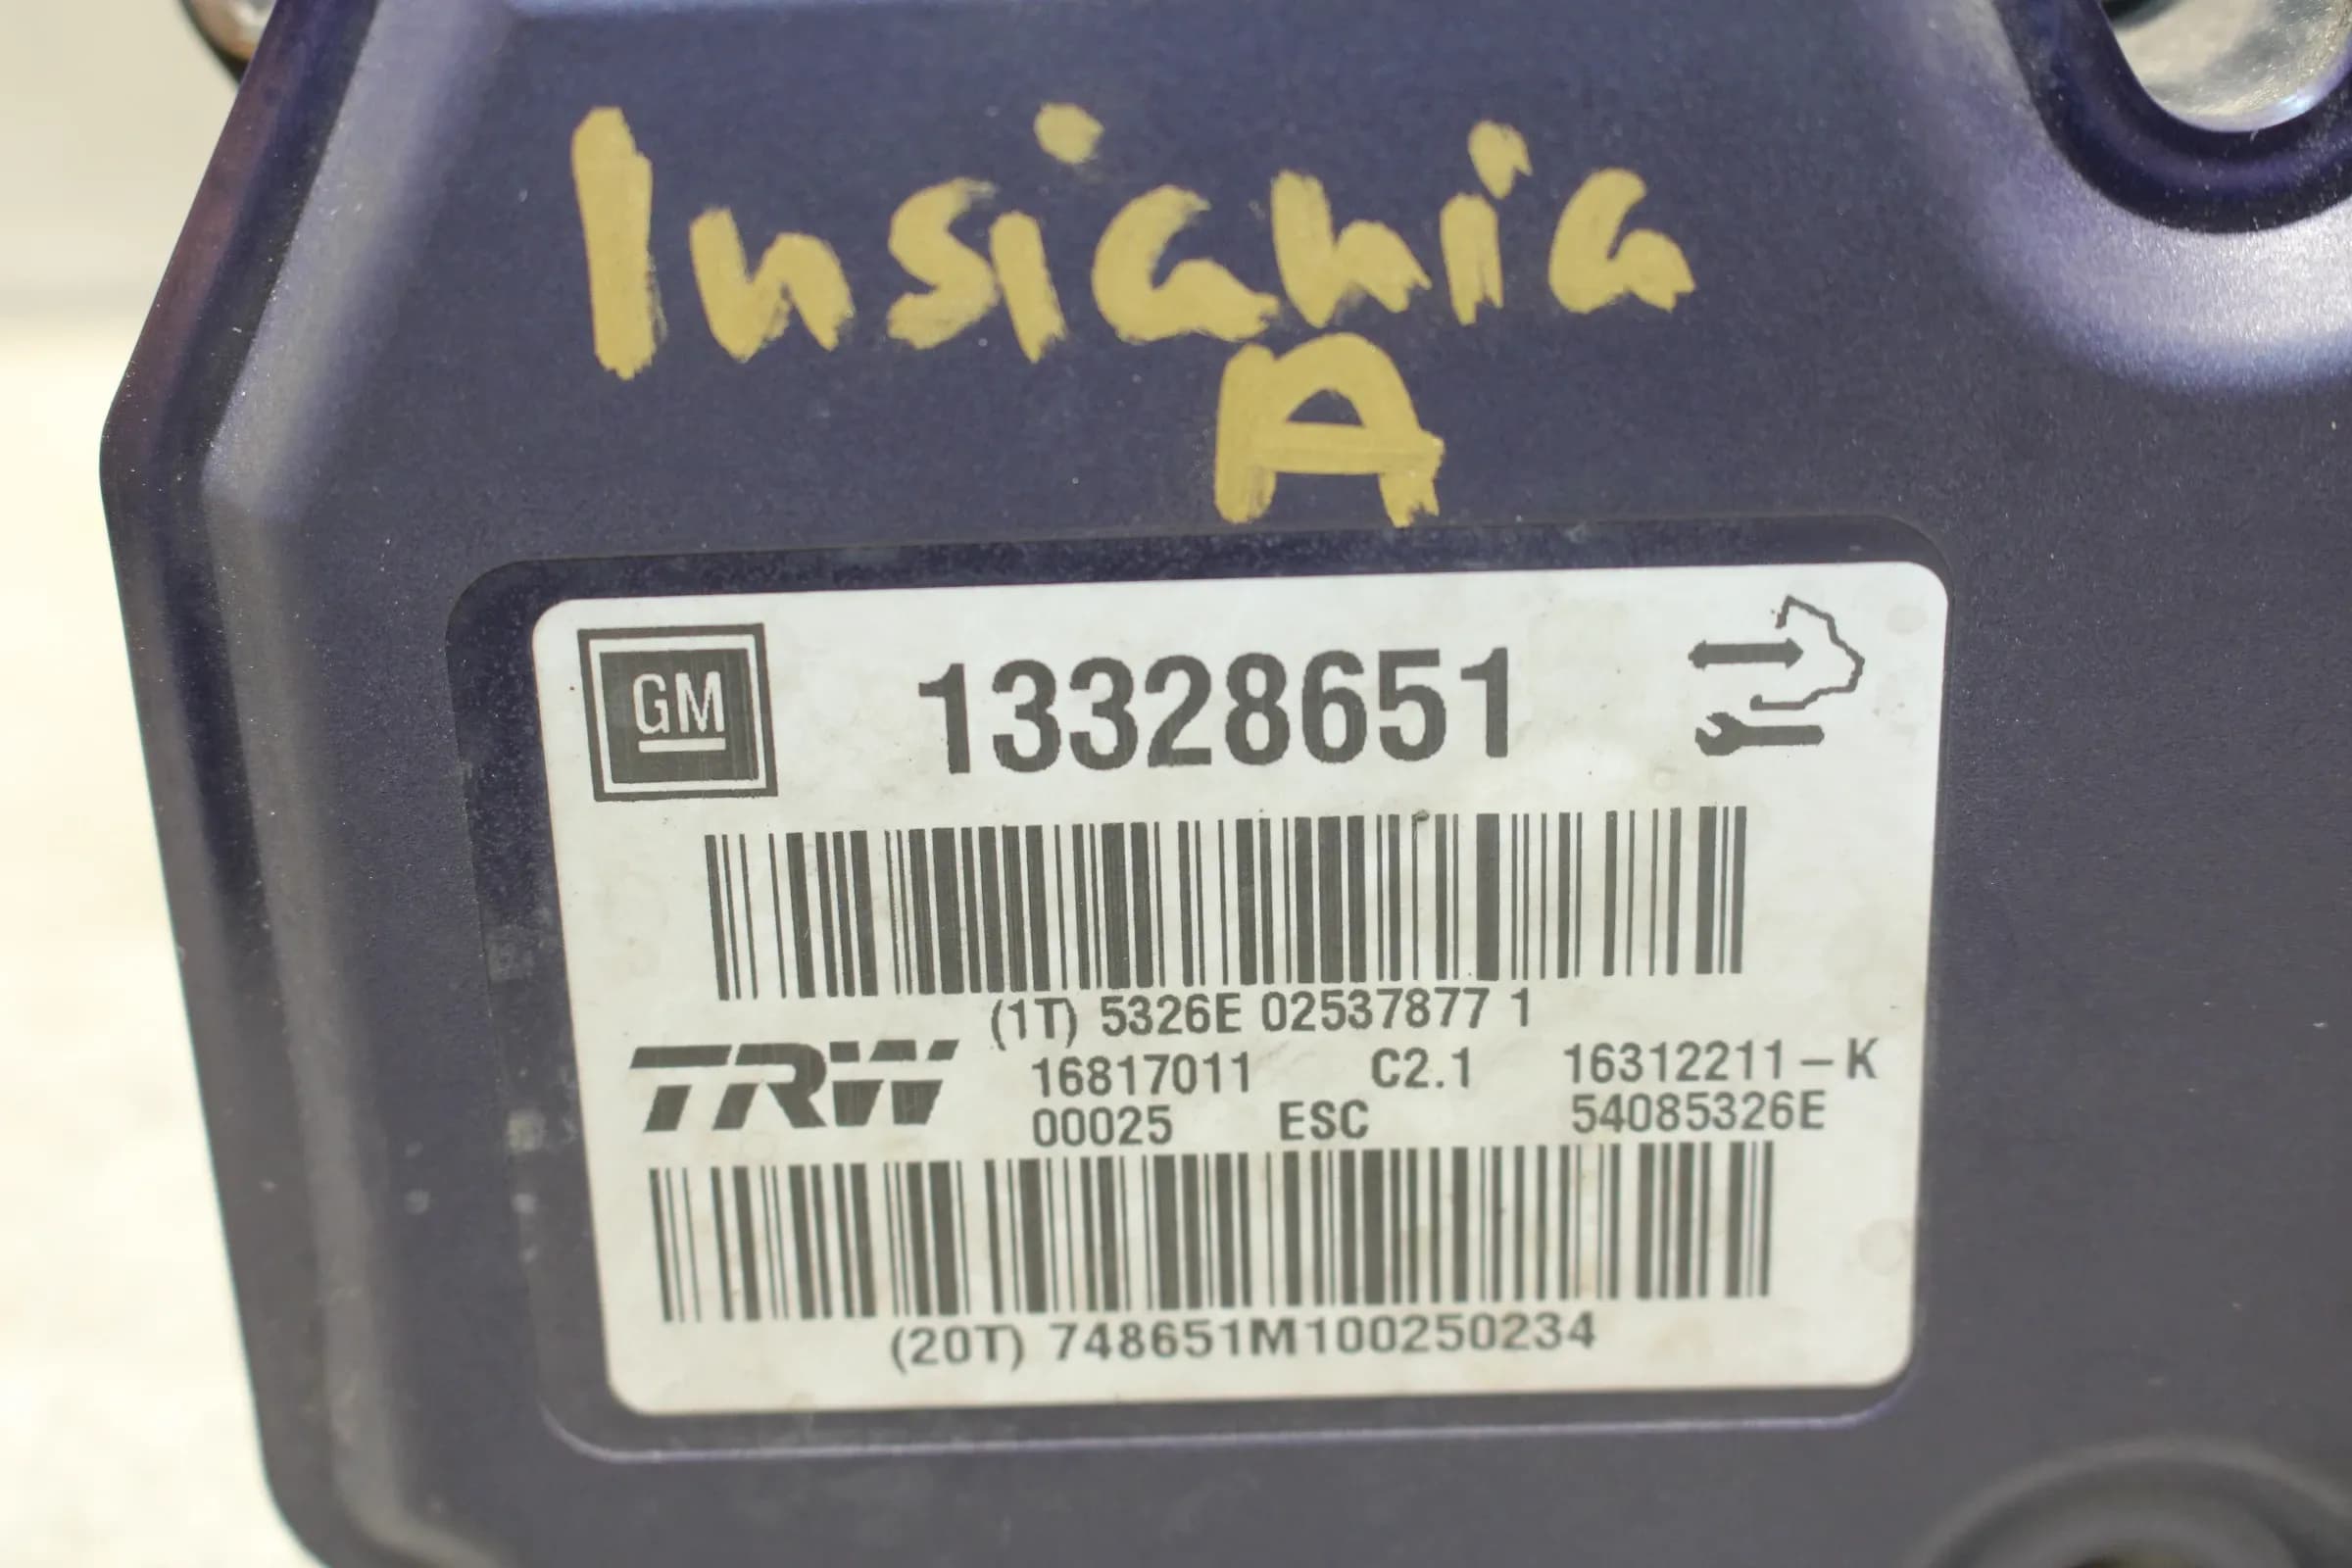 Insignia
A
GM 13328651
(1T) 5326E 02537877 1
TRW 16817011 C2.1 16312211-K
00025 ESC 54085326E
(20T) 748651M100250234